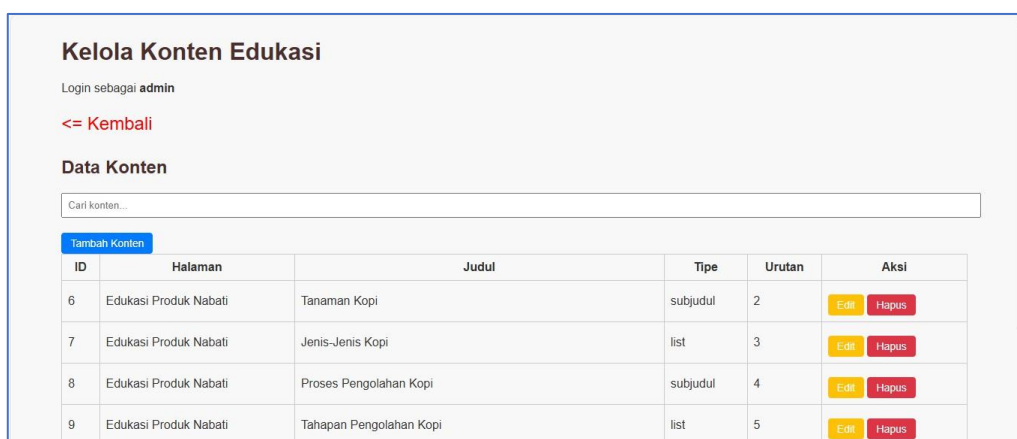 Kelola Konten Edukasi
Login sebagai admin
<= Kembali
Data Konten
Cari konten...
Tambah Konten
ID Halaman Judul Tipe Urutan Aksi
6 Edukasi Produk Nabati Tanaman Kopi subjudul 2 Edit Hapus
7 Edukasi Produk Nabati Jenis-Jenis Kopi list 3 Edit Hapus
8 Edukasi Produk Nabati Proses Pengolahan Kopi subjudul 4 Edit Hapus
9 Edukasi Produk Nabati Tahapan Pengolahan Kopi list 5 Edit Hapus